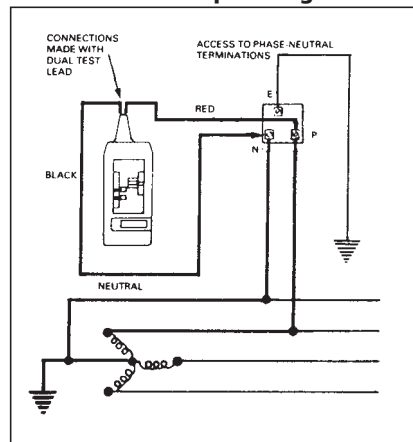 CONNECTIONS
MADE WITH
DUAL TEST
LEAD
ACCESS TO PHASE-NEUTRAL
TERMINATIONS
E
RED
N
P
BLACK
NEUTRAL